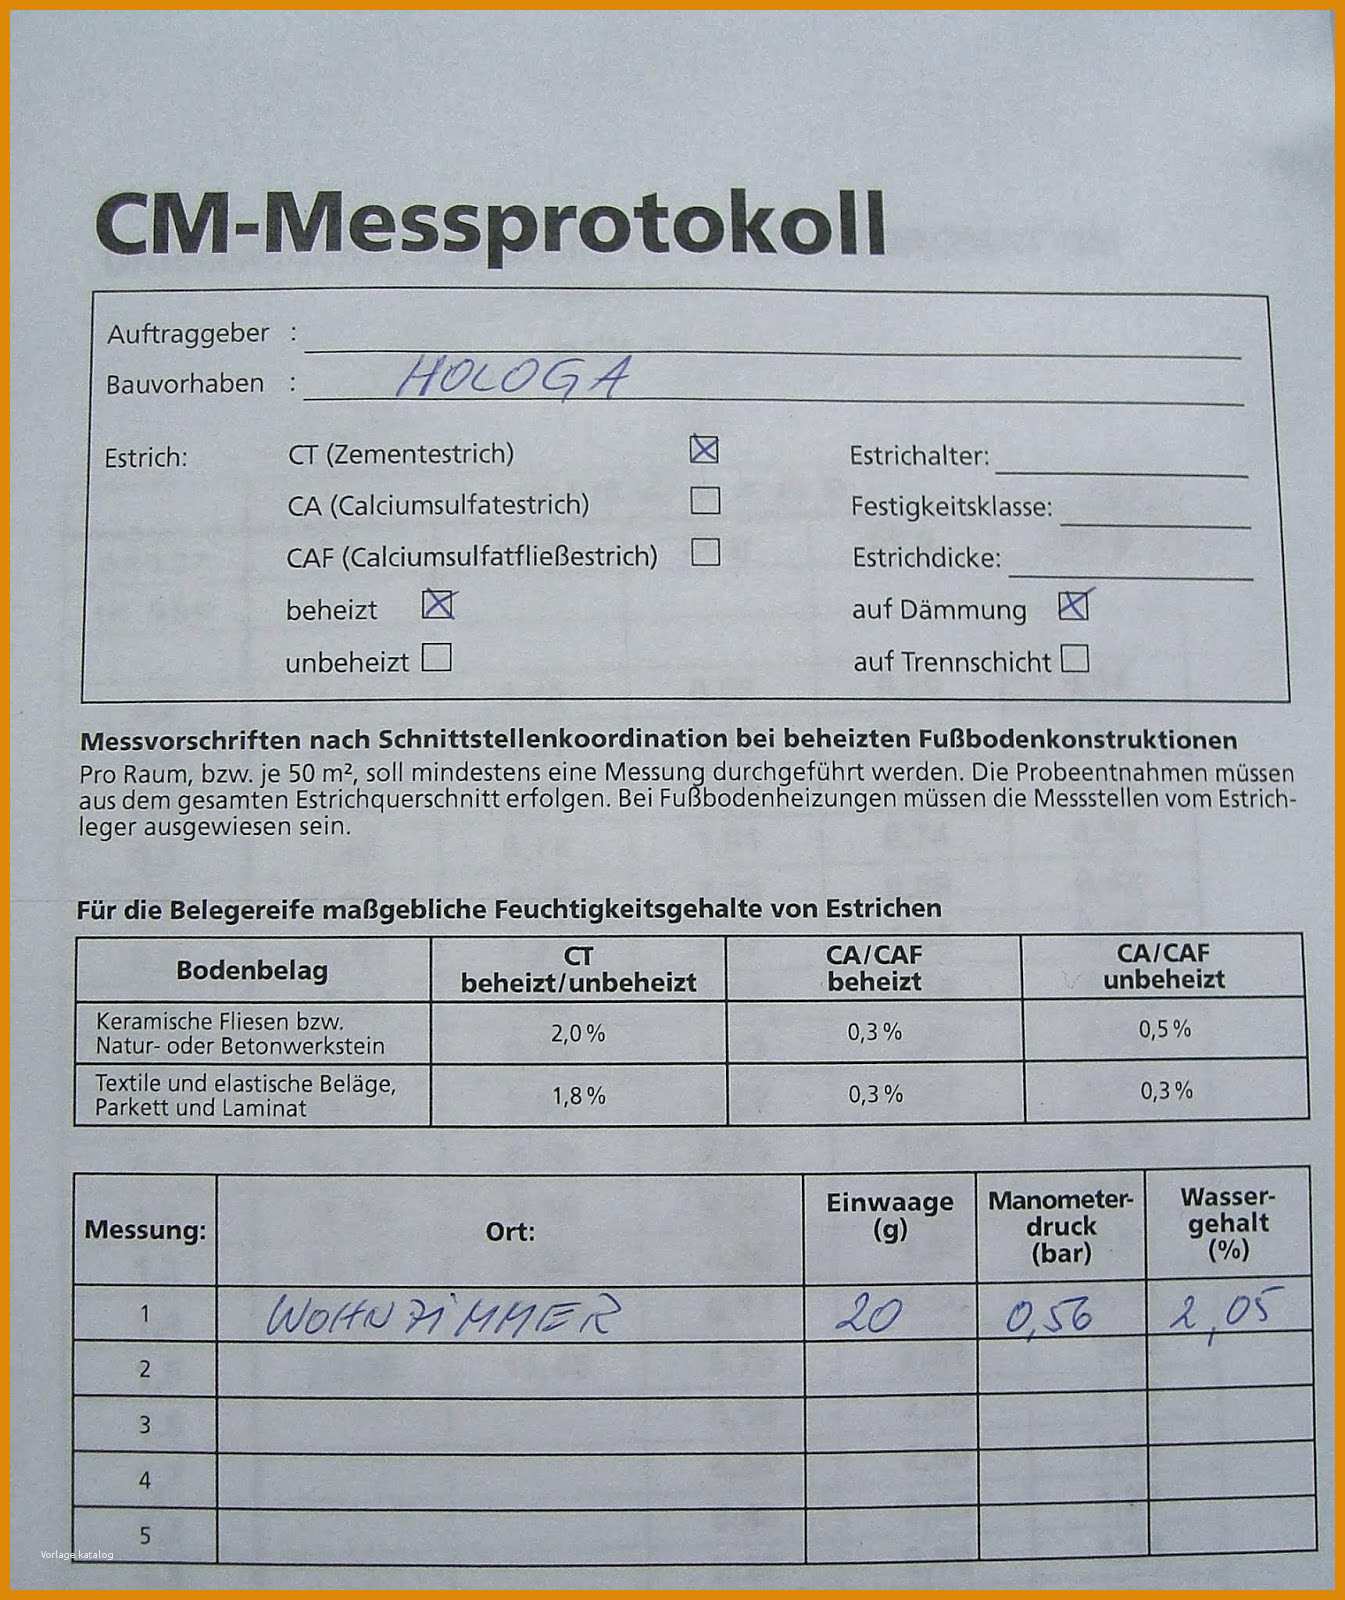 CM-Messprotokoll
Auftraggeber :
Bauvorhaben : HOLOGA
Estrich: CT (Zementestrich) ☒ Estrichalter:
CA (Calciumsulfatestrich) ☐ Festigkeitsklasse:
CAF (Calciumsulfatfließestrich) ☐ Estrichdicke:
beheizt ☒ auf Dämmung ☒
unbeheizt ☐ auf Trennschicht ☐
Messvorschriften nach Schnittstellenkoordination bei beheizten Fußbodenkonstruktionen
Pro Raum, bzw. je 50 m², soll mindestens eine Messung durchgeführt werden. Die Probeentnahmen müssen
aus dem gesamten Estrichquerschnitt erfolgen. Bei Fußbodenheizungen müssen die Messstellen vom Estrich-
leger ausgewiesen sein.
Für die Belegereife maßgebliche Feuchtigkeitsgehalte von Estrichen
Bodenbelag
CT
beheizt/unbeheizt
CA/CAF
beheizt
CA/CAF
unbeheizt
Keramische Fliesen bzw.
Natur- oder Betonwerkstein
2,0 % 0,3 % 0,5 %
Textile und elastische Beläge,
Parkett und Laminat
1,8 % 0,3 % 0,3 %
Messung:
Ort:
Einwaage
(g)
Manometer-
druck
(bar)
Wasser-
gehalt
(%)
1 WOHNZIMMER 20 0,56 2,05
2
3
4
5
Vorlage katalog